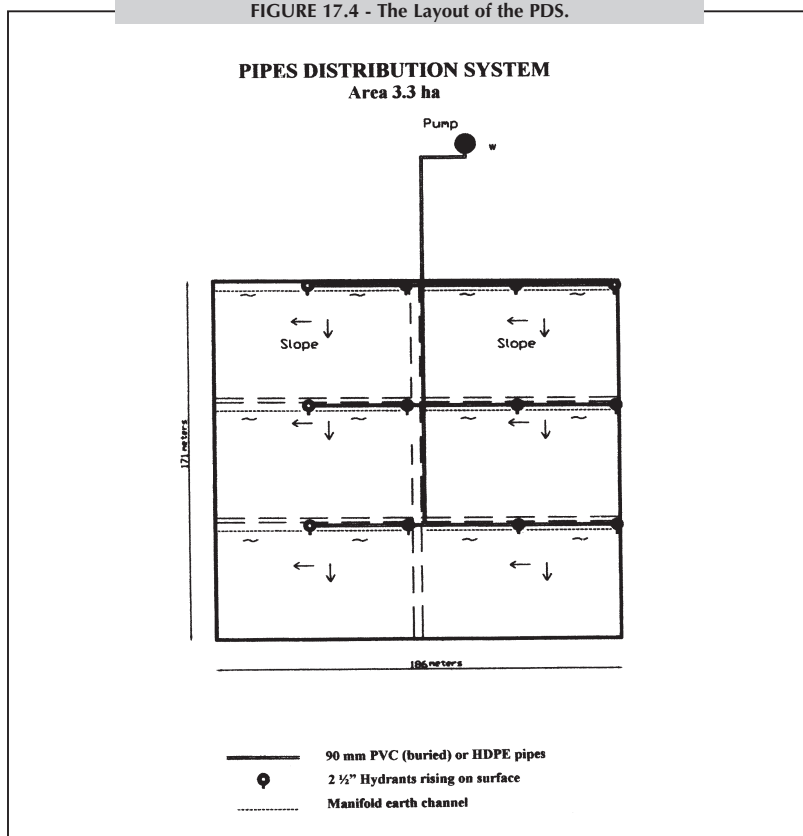 FIGURE 17.4 - The Layout of the PDS.
PIPES DISTRIBUTION SYSTEM
Area 3.3 ha
Pump
w
Slope
Slope
171 meters
186 meters
90 mm PVC (buried) or HDPE pipes
2 ½” Hydrants rising on surface
Manifold earth channel